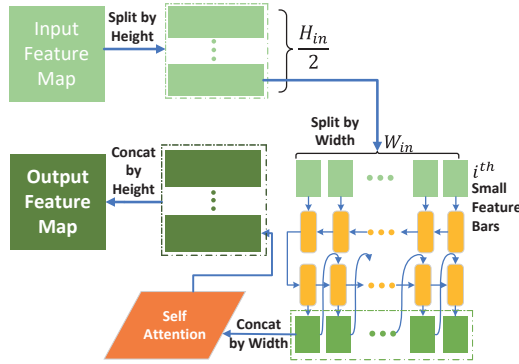 Input
Feature
Map
Split by
Height
H_in
2
Split by
Width
W_in
i^th
Small
Feature
Bars
Output
Feature
Map
Concat
by
Height
Self
Attention
Concat
by Width